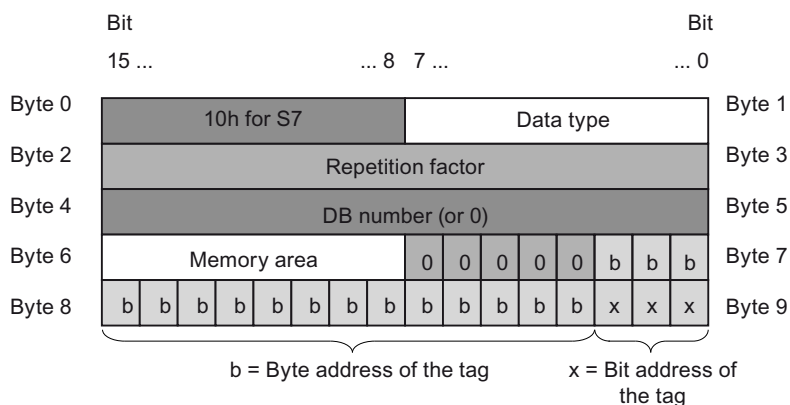 Bit Bit
15 ... ... 8 7 ... ... 0
Byte 0 10h for S7 Data type Byte 1
Byte 2 Repetition factor Byte 3
Byte 4 DB number (or 0) Byte 5
Byte 6 Memory area 0 0 0 0 0 b b b Byte 7
Byte 8 b b b b b b b b b b b b b x x x Byte 9
b = Byte address of the tag x = Bit address of
the tag